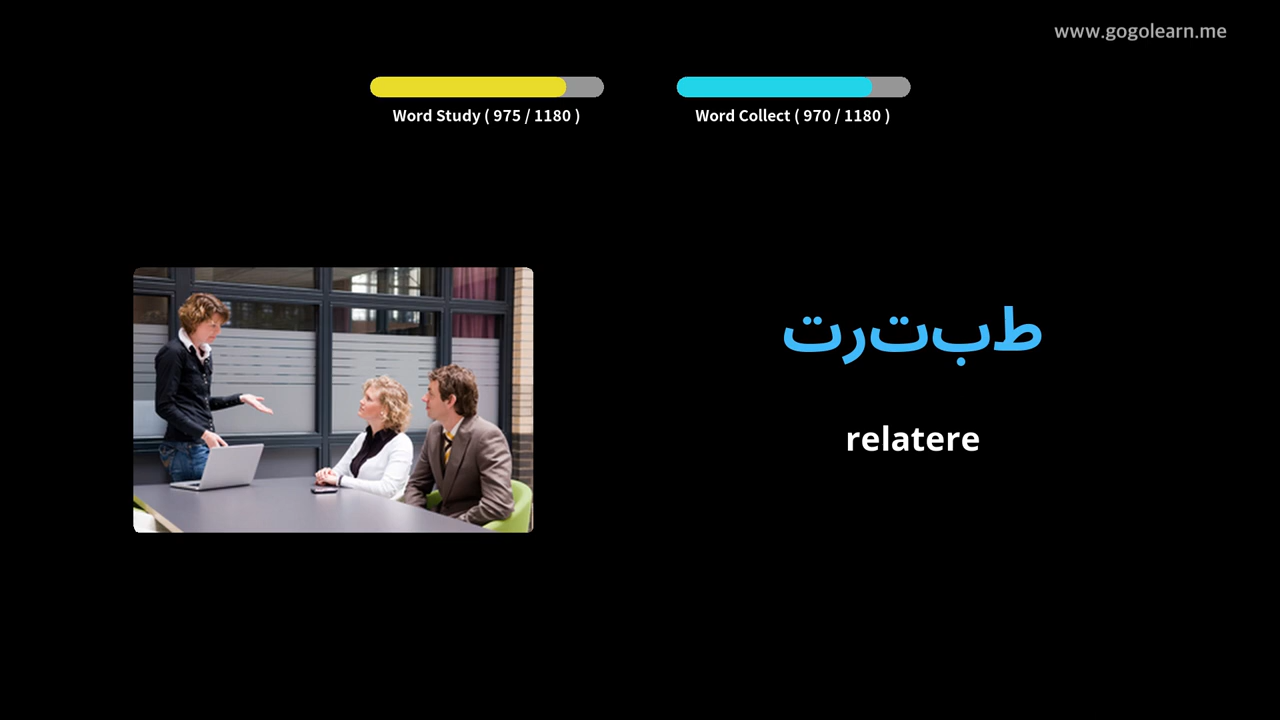 www.gogolearn.me
Word Study ( 975 / 1180 )
Word Collect ( 970 / 1180 )
طبترت
relatere